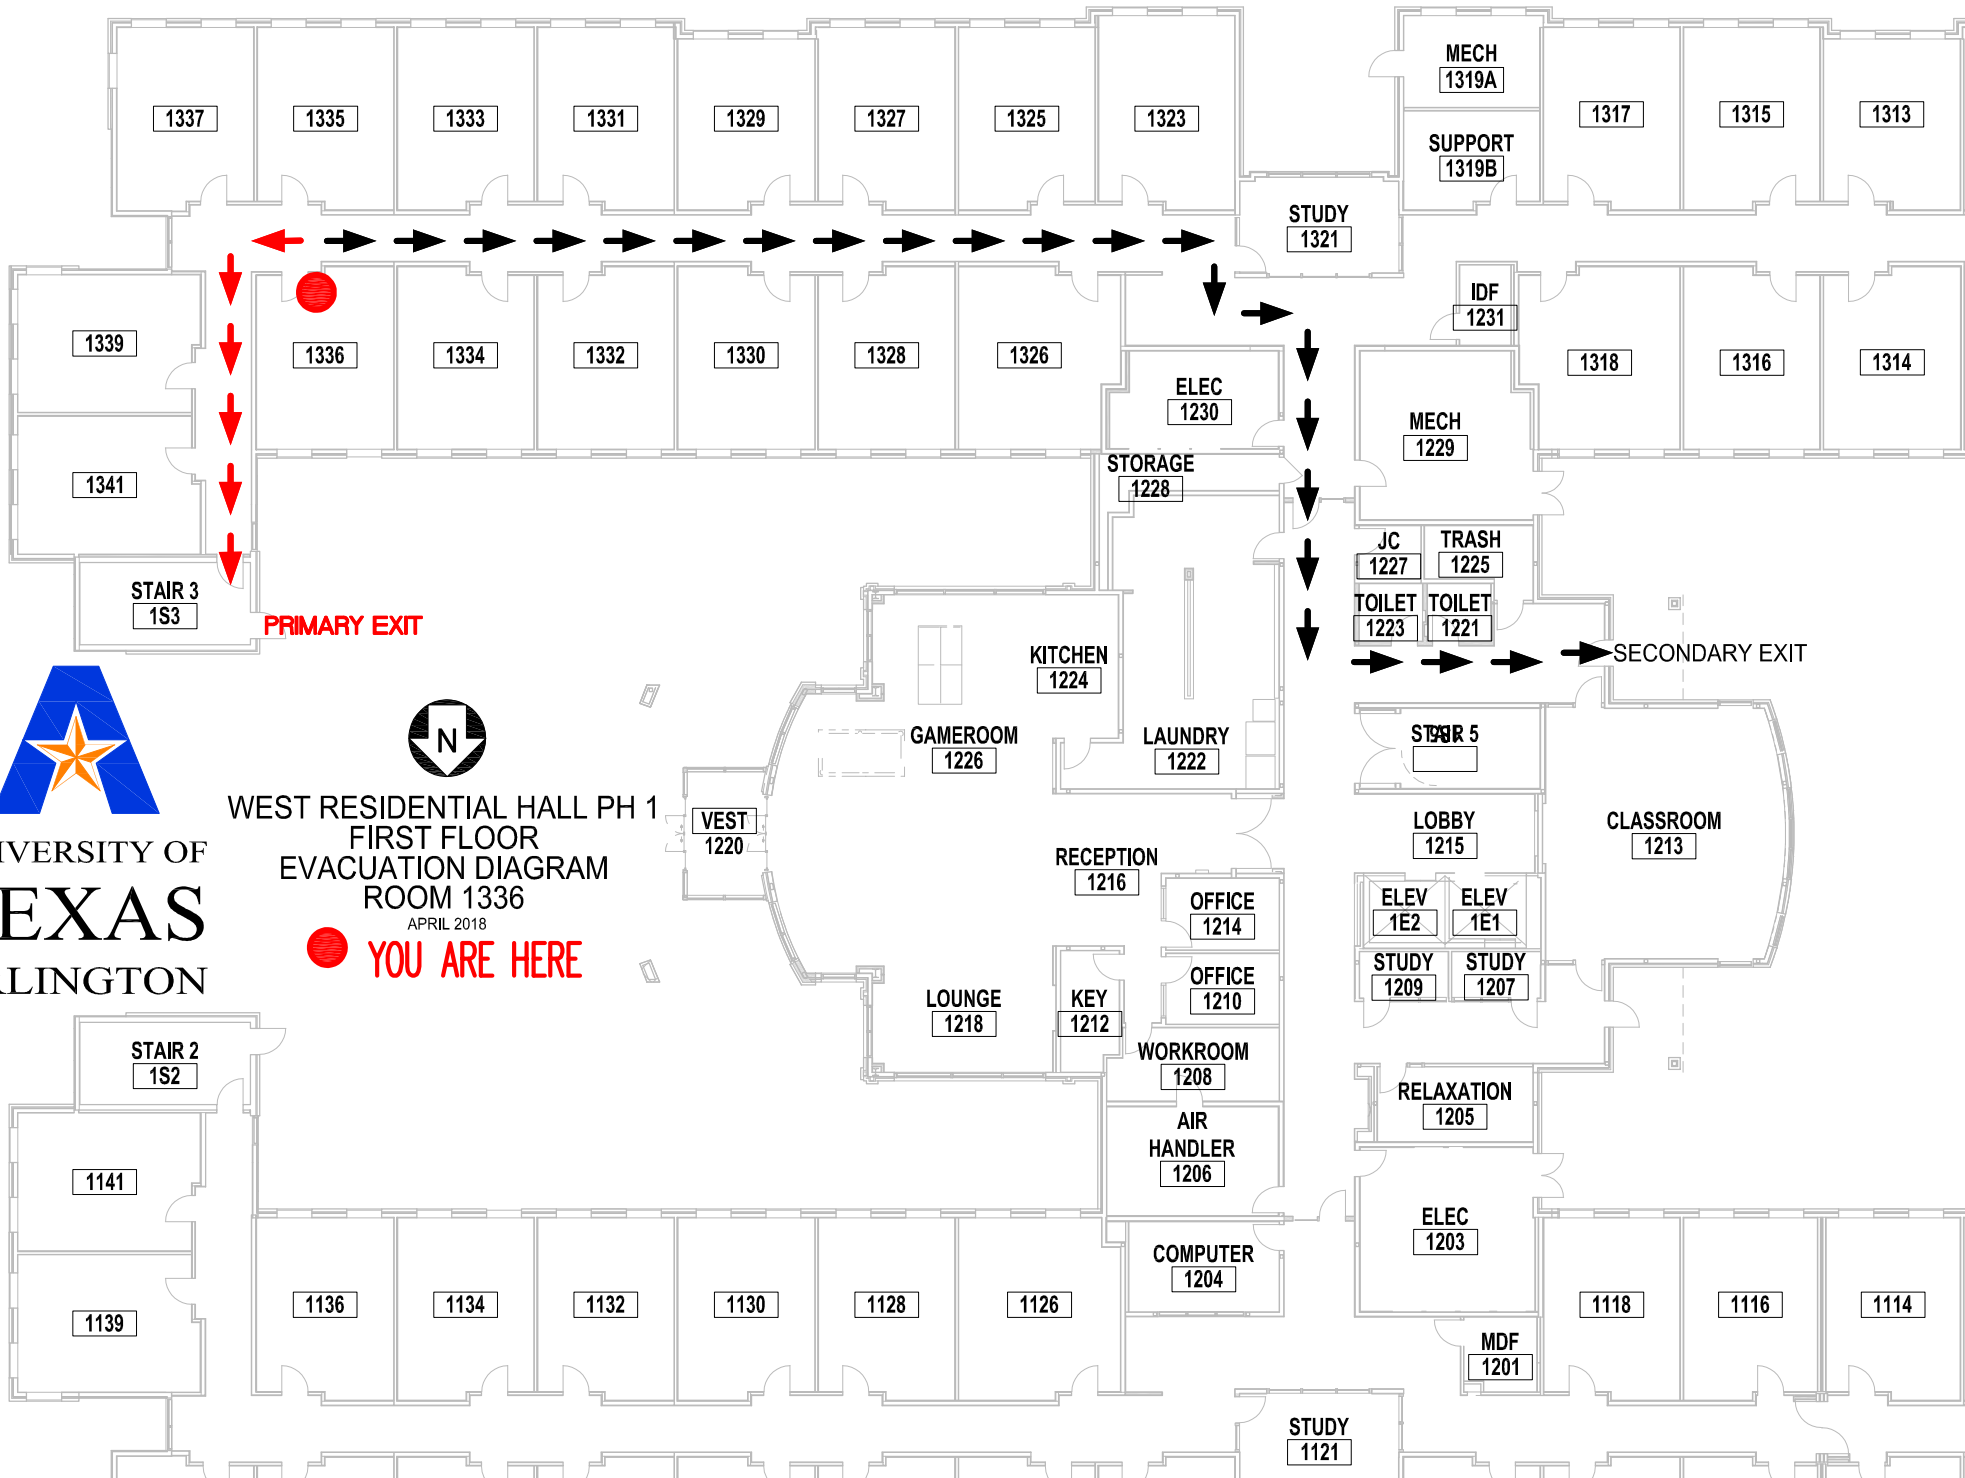 MECH
1319A
1337
1335
1333
1331
1329
1327
1325
1323
1317
1315
1313
SUPPORT
1319B
STUDY
1321
IDF
1231
1339
1336
1334
1332
1330
1328
1326
1318
1316
1314
ELEC
1230
MECH
1229
STORAGE
1228
1341
JC
1227
TRASH
1225
STAIR 3
1S3
TOILET
1223
TOILET
1221
PRIMARY EXIT
SECONDARY EXIT
KITCHEN
1224
GAMEROOM
1226
LAUNDRY
1222
STAIR 5
N
WEST RESIDENTIAL HALL PH 1
FIRST FLOOR
EVACUATION DIAGRAM
ROOM 1336
APRIL 2018
YOU ARE HERE
VEST
1220
LOBBY
1215
CLASSROOM
1213
IVERSITY OF
EXAS
LINGTON
RECEPTION
1216
OFFICE
1214
ELEV
1E2
ELEV
1E1
OFFICE
1210
STUDY
1209
STUDY
1207
LOUNGE
1218
KEY
1212
STAIR 2
1S2
WORKROOM
1208
RELAXATION
1205
AIR
HANDLER
1206
1141
ELEC
1203
COMPUTER
1204
1139
1136
1134
1132
1130
1128
1126
1118
1116
1114
MDF
1201
STUDY
1121